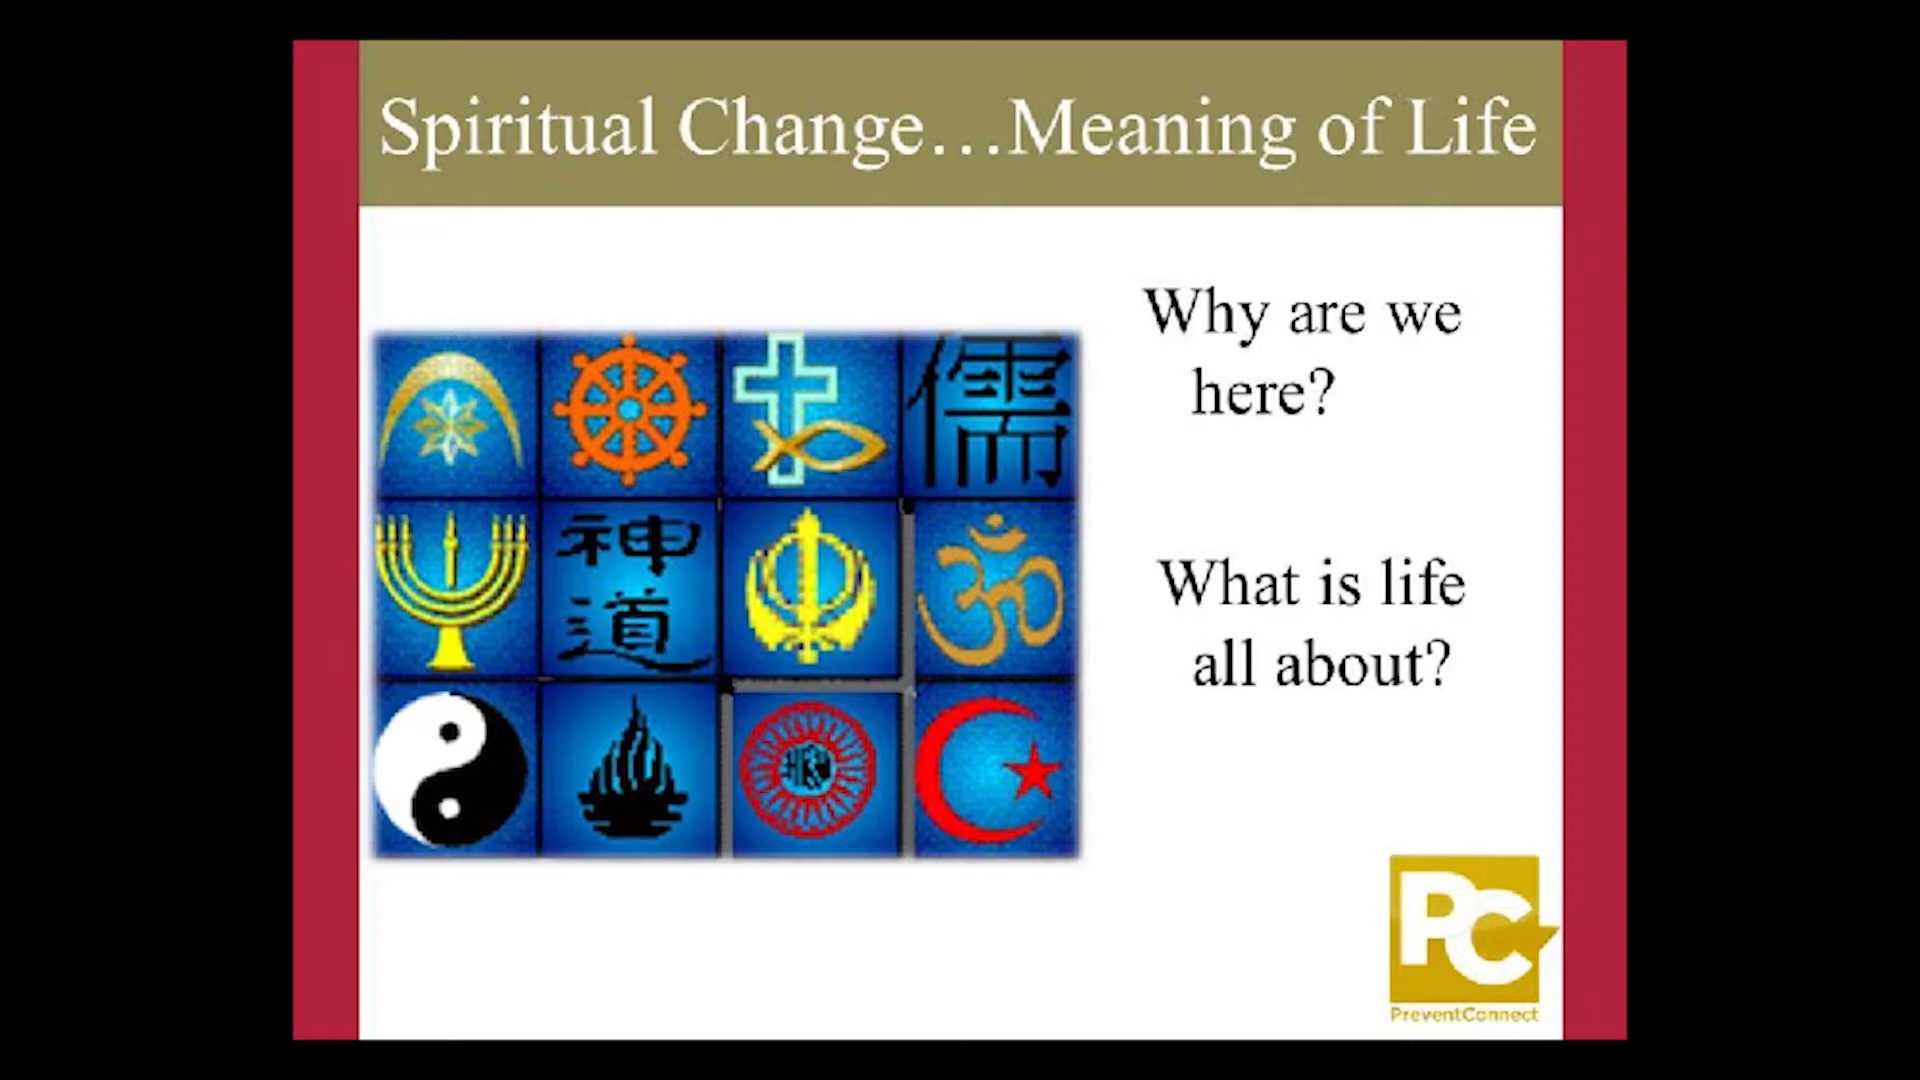 Spiritual Change…Meaning of Life
Why are we
here?
What is life
all about?
儒
神
道
PC
PreventConnect